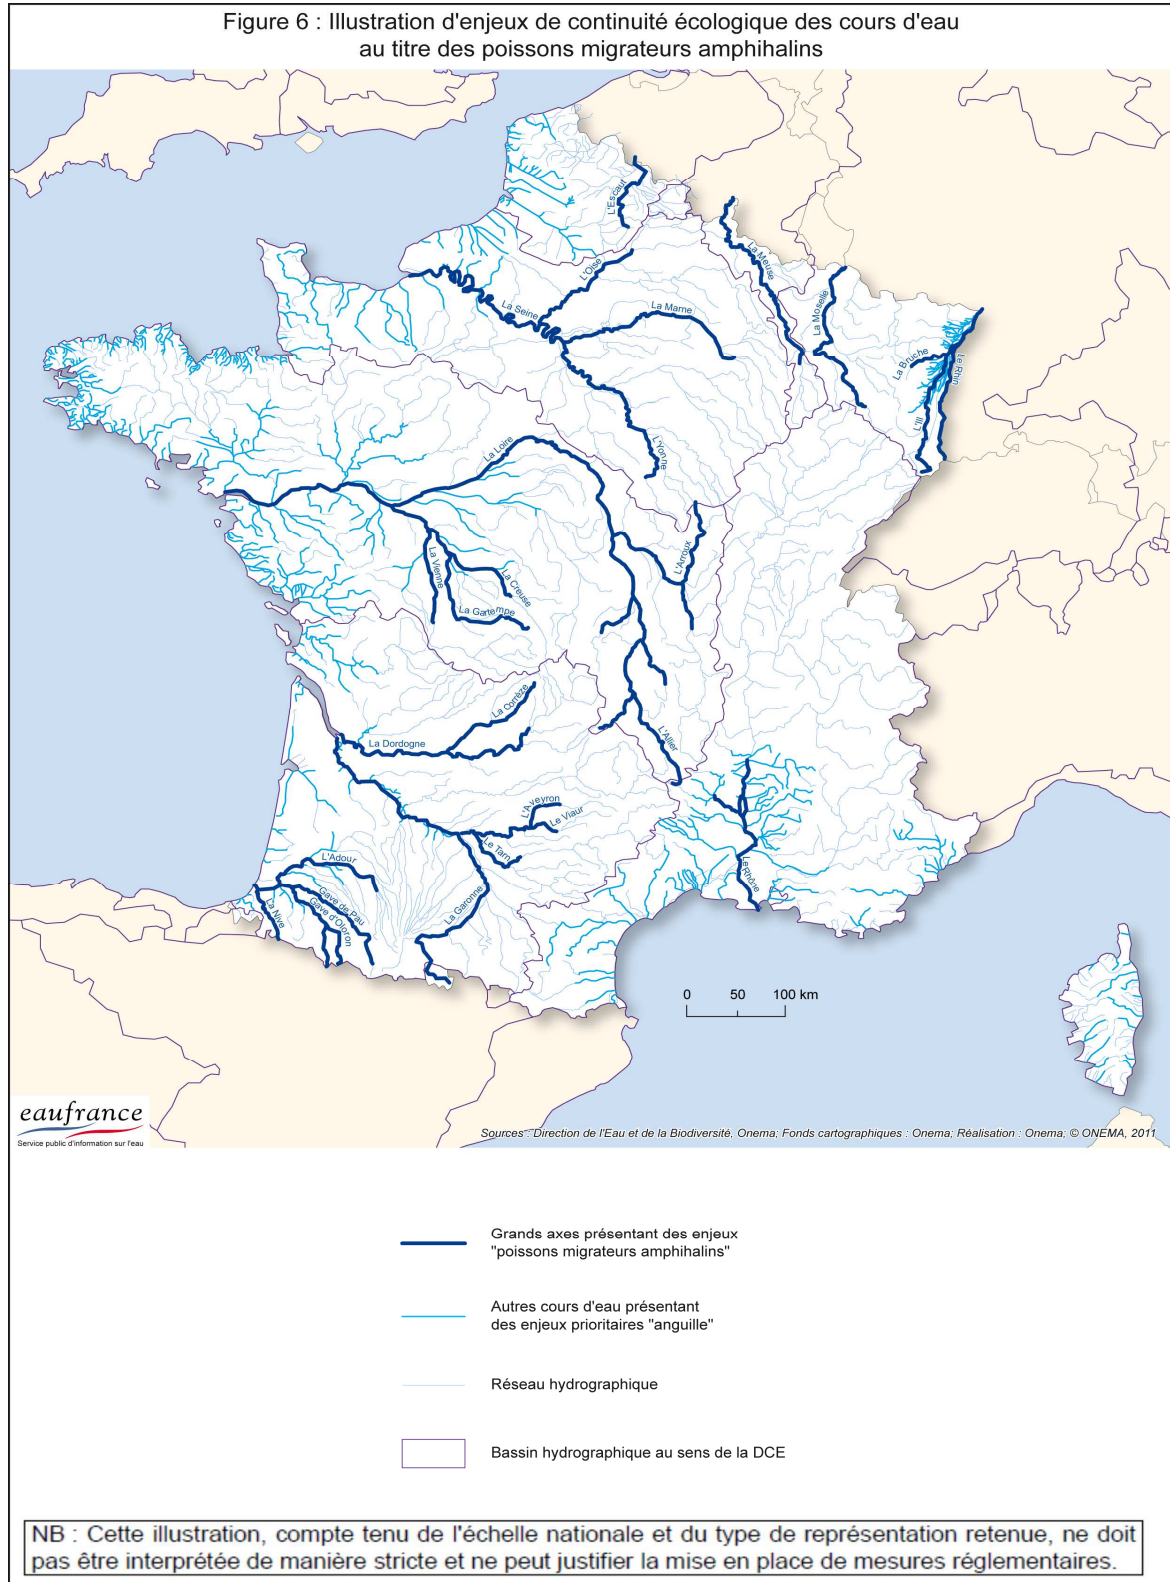 Figure 6 : Illustration d'enjeux de continuité écologique des cours d'eau
au titre des poissons migrateurs amphihalins
L'Escaut
La Meuse
L'Oise
La Seine
La Marne
La Moselle
La Bruche
Le Rhin
L'Ill
L'Yonne
La Loire
L'Arroux
La Vienne
La Creuse
La Gartempe
La Corrèze
La Dordogne
L'Allier
L'Aveyron
Le Viaur
Le Tarn
Le Rhône
L'Adour
La Garonne
Gave de Pau
Gave d'Oloron
La Nive
0 50 100 km
eaufrance
Service public d'information sur l'eau
Sources : Direction de l'Eau et de la Biodiversité, Onema; Fonds cartographiques : Onema; Réalisation : Onema; © ONEMA, 2011
Grands axes présentant des enjeux
"poissons migrateurs amphihalins"
Autres cours d'eau présentant
des enjeux prioritaires "anguille"
Réseau hydrographique
Bassin hydrographique au sens de la DCE
NB : Cette illustration, compte tenu de l'échelle nationale et du type de représentation retenue, ne doit
pas être interprétée de manière stricte et ne peut justifier la mise en place de mesures réglementaires.